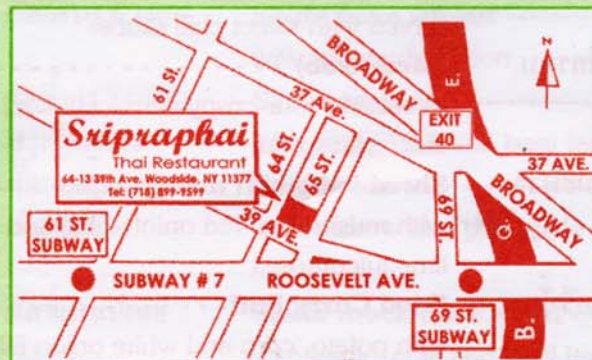 BROADWAY
E.
N
61 ST.
37 Ave.
EXIT
40
Sripraphai
Thai Restaurant
64-13 39th Ave. Woodside, NY 11377
Tel: (718) 899-9599
64 ST.
65 ST.
37 AVE.
BROADWAY
69 ST.
Q.
39 AVE.
61 ST.
SUBWAY
SUBWAY # 7
ROOSEVELT AVE.
69 ST.
SUBWAY
B.